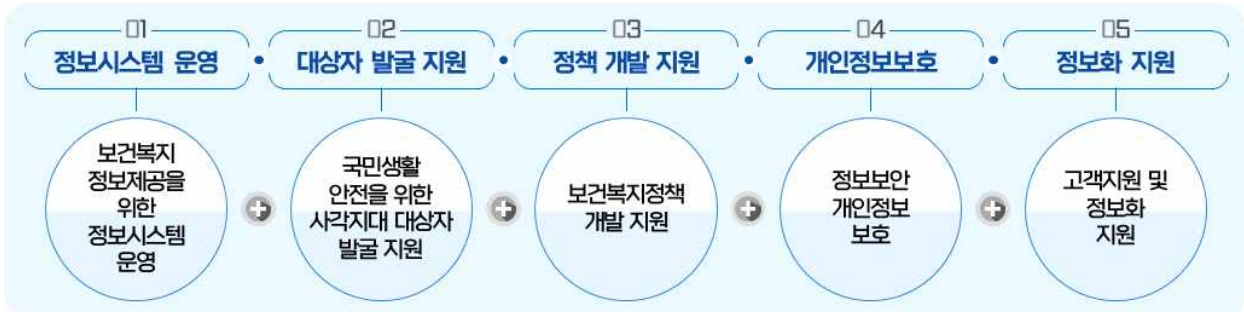 01
정보시스템 운영
02
대상자 발굴 지원
03
정책 개발 지원
04
개인정보보호
05
정보화 지원
보건복지
정보제공을
위한
정보시스템
운영
국민생활
안전을 위한
사각지대 대상자
발굴 지원
보건복지정책
개발 지원
정보보안
개인정보
보호
고객지원 및
정보화
지원